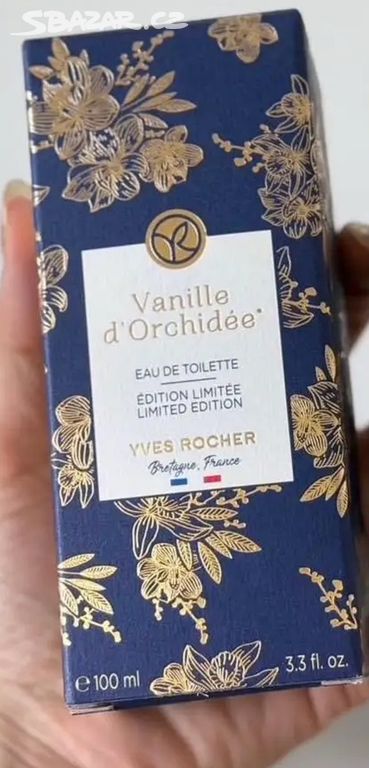 SBAZAR.CZ
Vanille
d'Orchidée*
EAU DE TOILETTE
ÉDITION LIMITÉE
LIMITED EDITION
YVES ROCHER
Bretagne, France
℮ 100 ml
3.3 fl. oz.